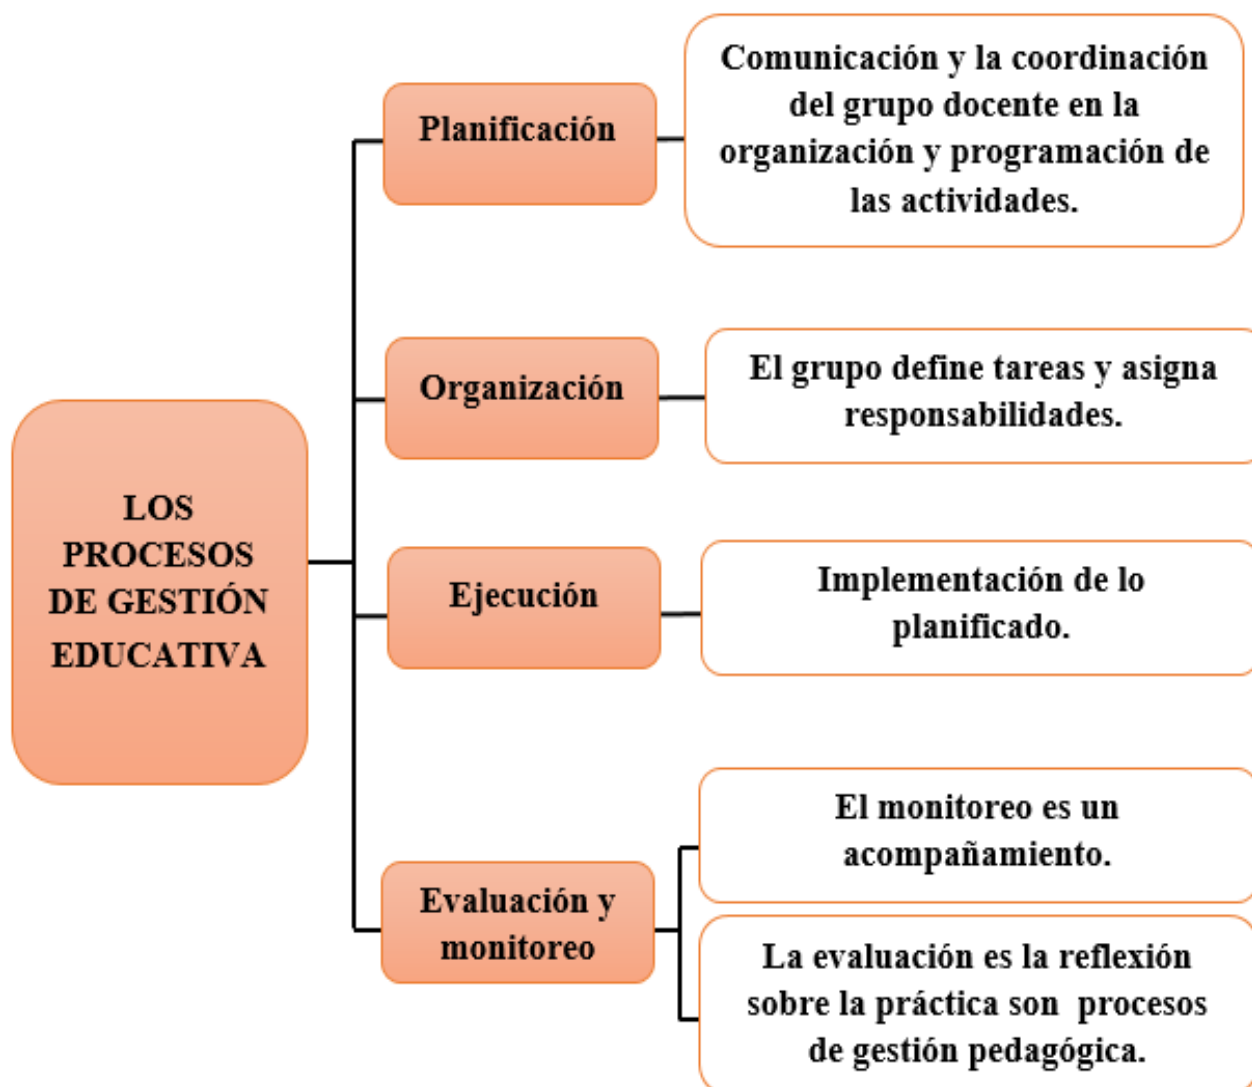 LOS
PROCESOS
DE GESTIÓN
EDUCATIVA
Planificación
Comunicación y la coordinación
del grupo docente en la
organización y programación de
las actividades.
Organización
El grupo define tareas y asigna
responsabilidades.
Ejecución
Implementación de lo
planificado.
Evaluación y
monitoreo
El monitoreo es un
acompañamiento.
La evaluación es la reflexión
sobre la práctica son procesos
de gestión pedagógica.